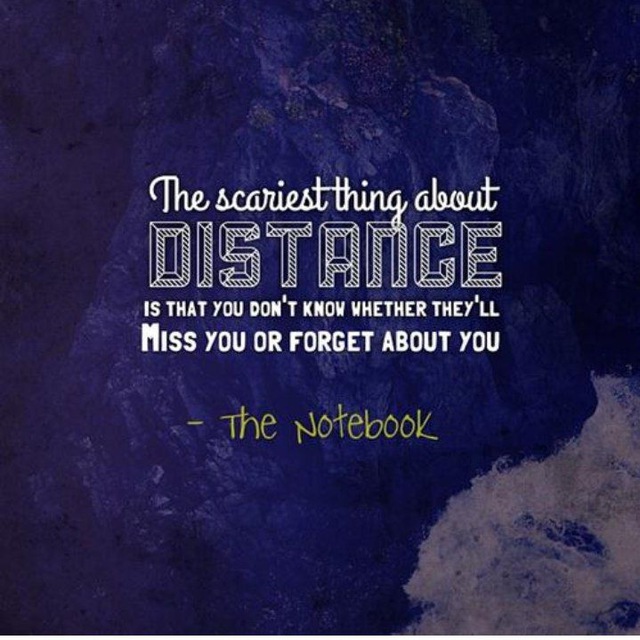 The scariest thing about
DISTANCE
IS THAT YOU DON'T KNOW WHETHER THEY'LL
MISS YOU OR FORGET ABOUT YOU
- The Notebook